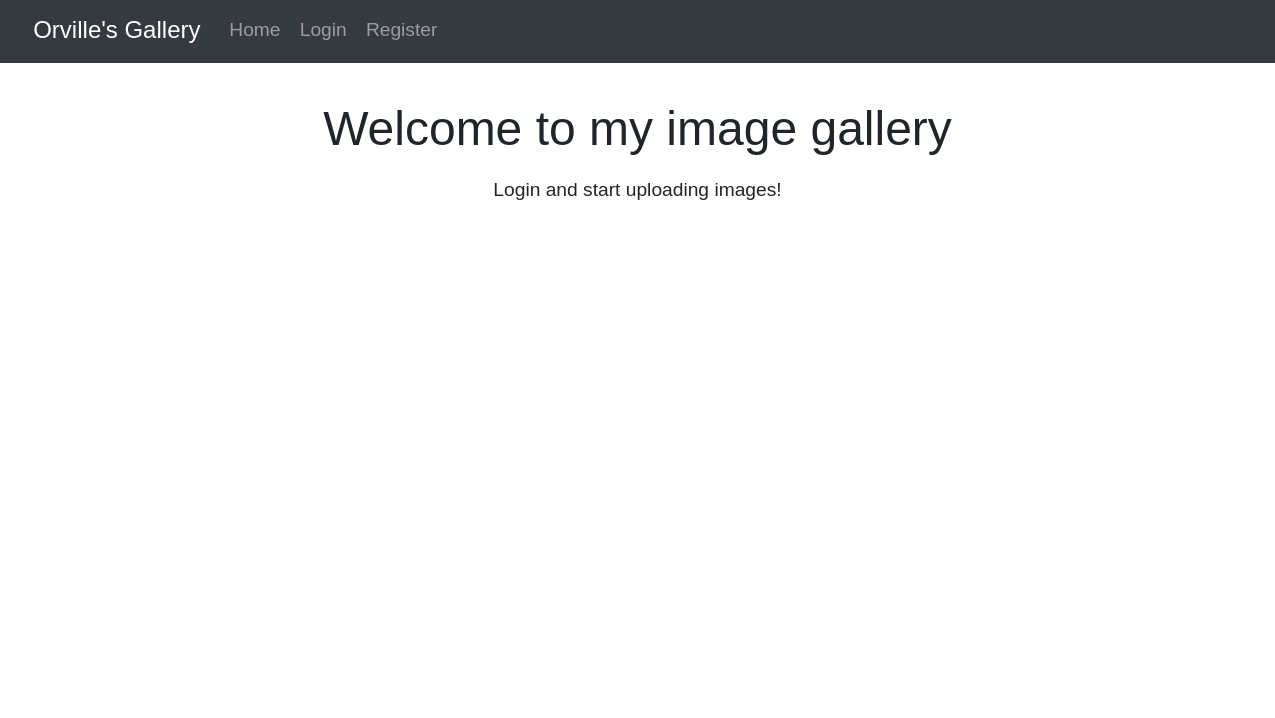 Orville's Gallery Home Login Register
Welcome to my image gallery
Login and start uploading images!